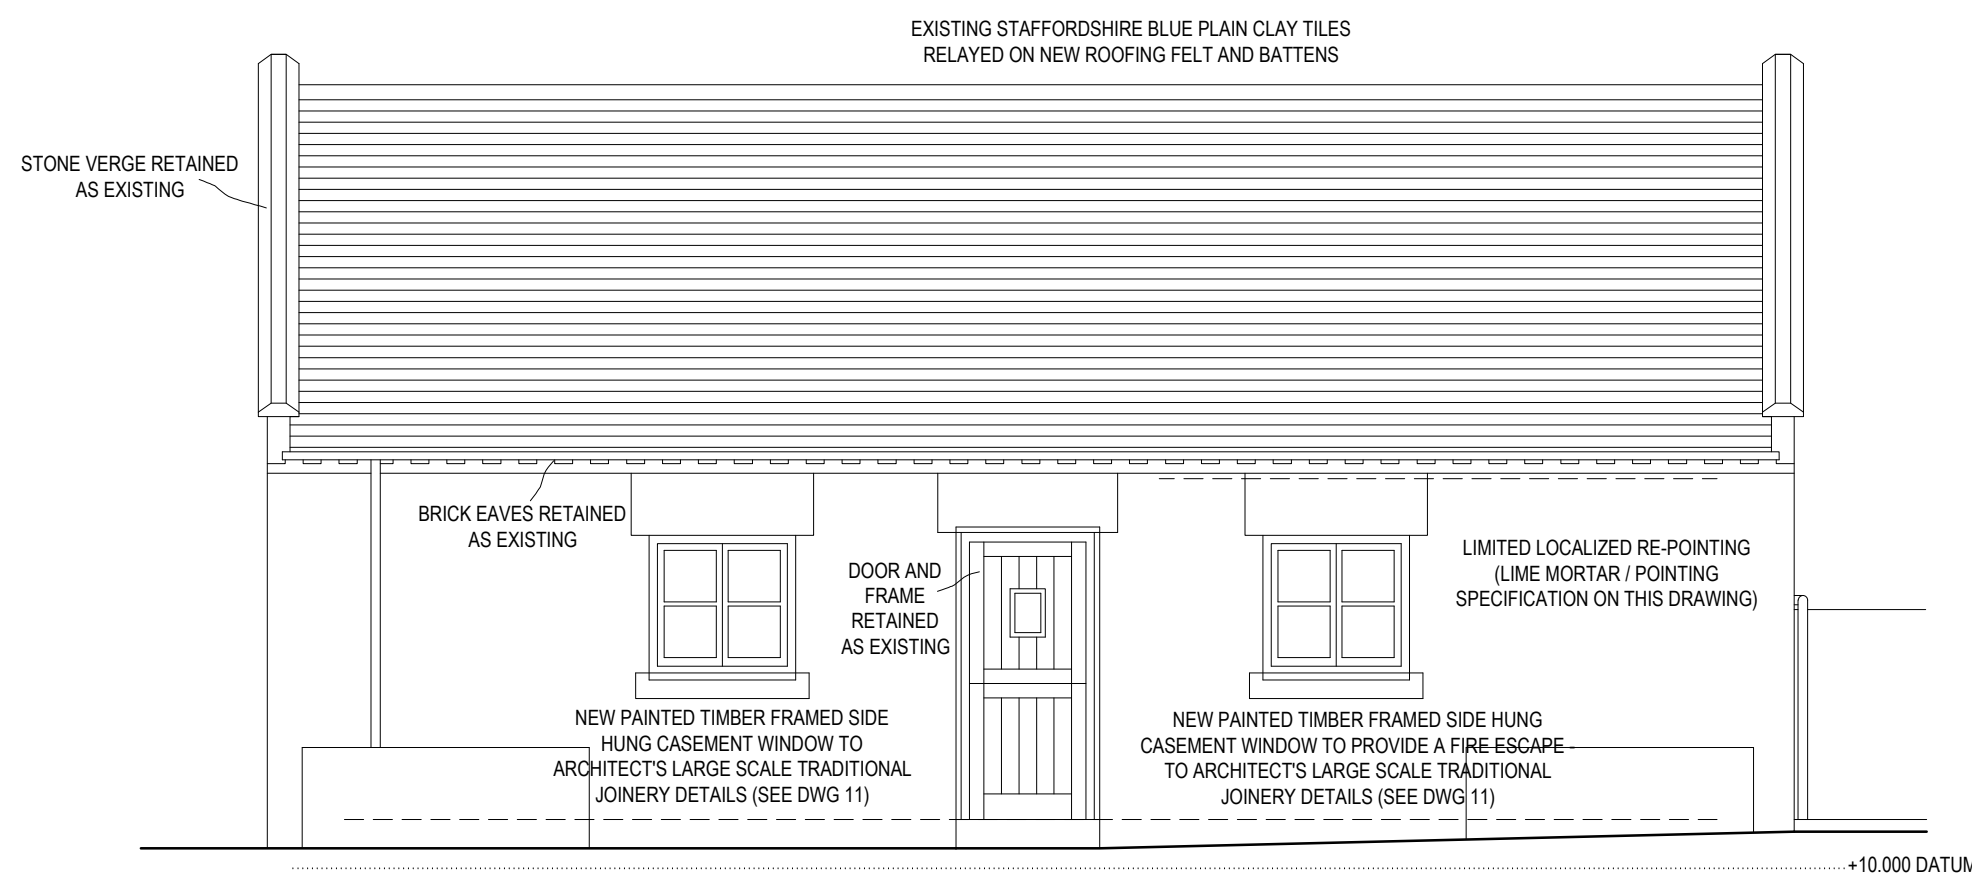 EXISTING STAFFORDSHIRE BLUE PLAIN CLAY TILES
RELAYED ON NEW ROOFING FELT AND BATTENS
STONE VERGE RETAINED
AS EXISTING
BRICK EAVES RETAINED
AS EXISTING
DOOR AND
FRAME
RETAINED
AS EXISTING
LIMITED LOCALIZED RE-POINTING
(LIME MORTAR / POINTING
SPECIFICATION ON THIS DRAWING)
NEW PAINTED TIMBER FRAMED SIDE
HUNG CASEMENT WINDOW TO
ARCHITECT'S LARGE SCALE TRADITIONAL
JOINERY DETAILS (SEE DWG 11)
NEW PAINTED TIMBER FRAMED SIDE HUNG
CASEMENT WINDOW TO PROVIDE A FIRE ESCAPE -
TO ARCHITECT'S LARGE SCALE TRADITIONAL
JOINERY DETAILS (SEE DWG 11)
+10.000 DATUM